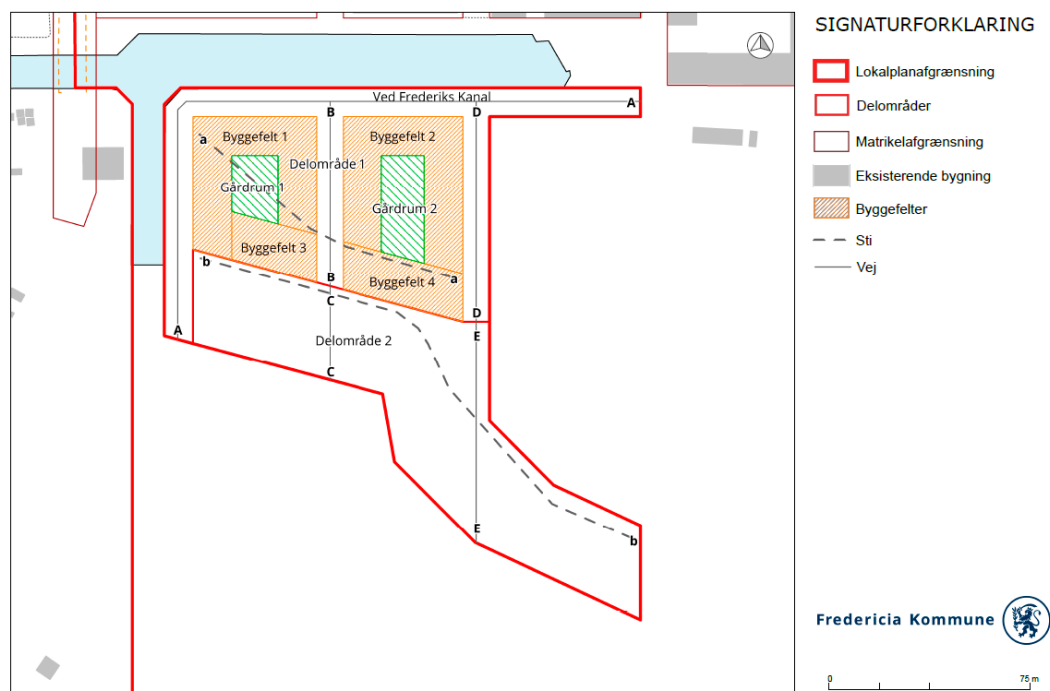 SIGNATURFORKLARING
Lokalplanafgrænsning
Delområder
Matrikelafgrænsning
Eksisterende bygning
Byggefelter
Sti
Vej
Ved Frederiks Kanal
A
B
D
Byggefelt 1
Byggefelt 2
a
Delområde 1
Gårdrum 1
Gårdrum 2
Byggefelt 3
b
B
a
Byggefelt 4
C
D
A
E
Delområde 2
C
E
b
Fredericia Kommune
0
75 m